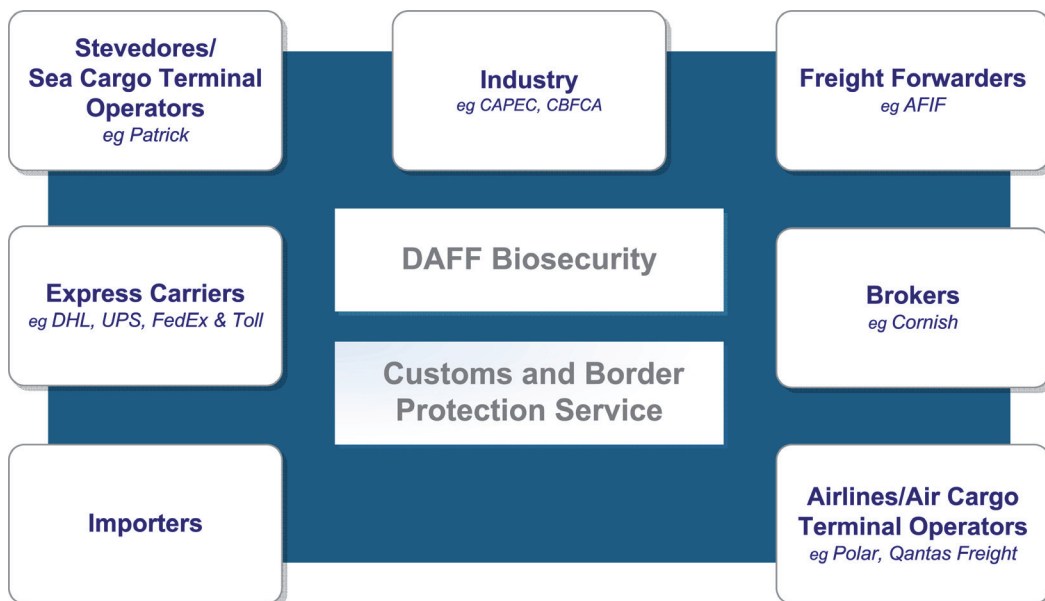 Stevedores/
Sea Cargo Terminal
Operators
eg Patrick
Industry
eg CAPEC, CBFCA
Freight Forwarders
eg AFIF
DAFF Biosecurity
Express Carriers
eg DHL, UPS, FedEx & Toll
Brokers
eg Cornish
Customs and Border
Protection Service
Importers
Airlines/Air Cargo
Terminal Operators
eg Polar, Qantas Freight